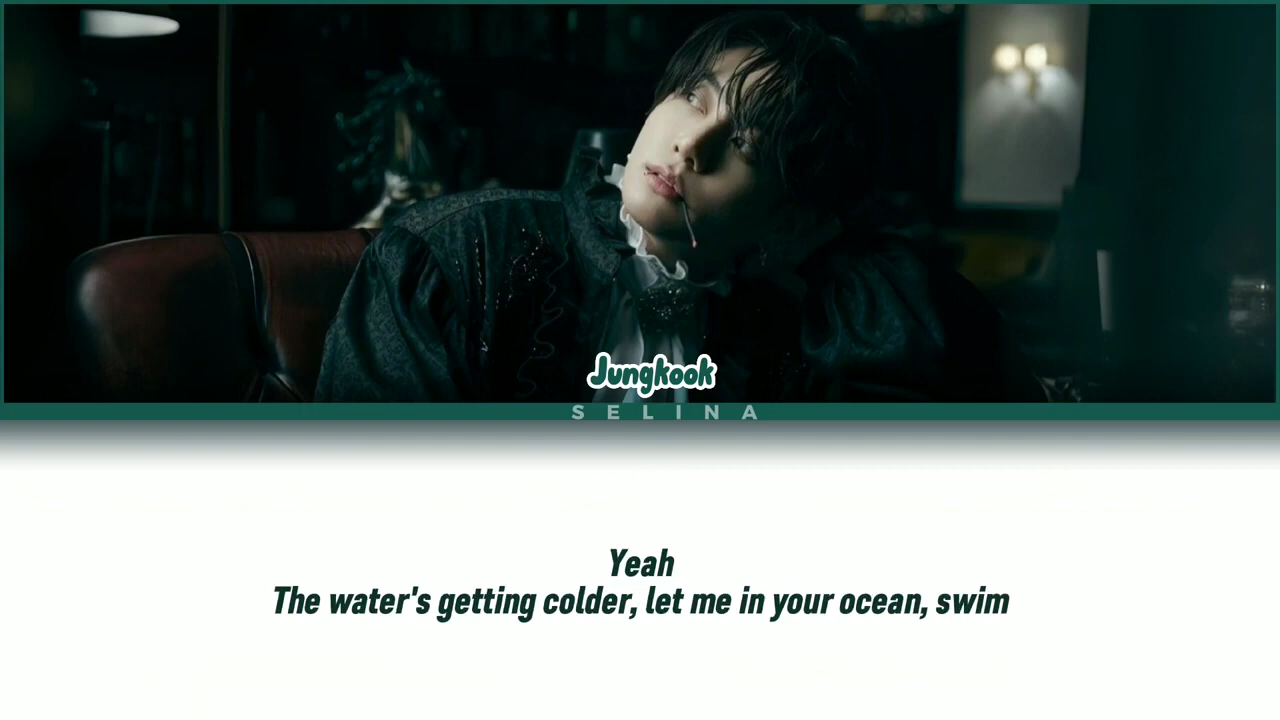 Jungkook
SELINA
Yeah
The water's getting colder, let me in your ocean, swim